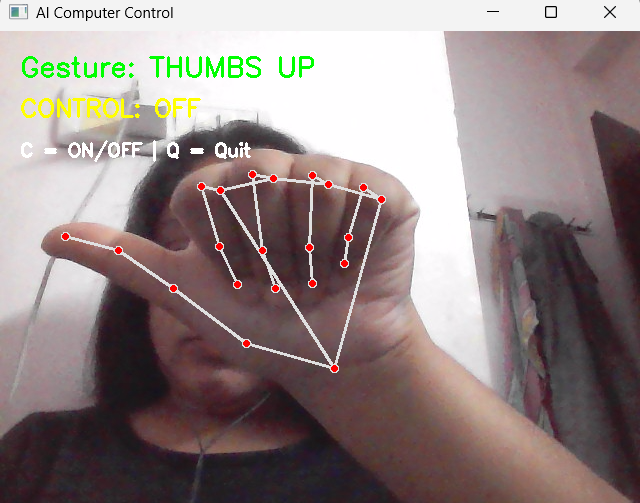 AI Computer Control
Gesture: THUMBS UP
CONTROL: OFF
C = ON/OFF | Q = Quit